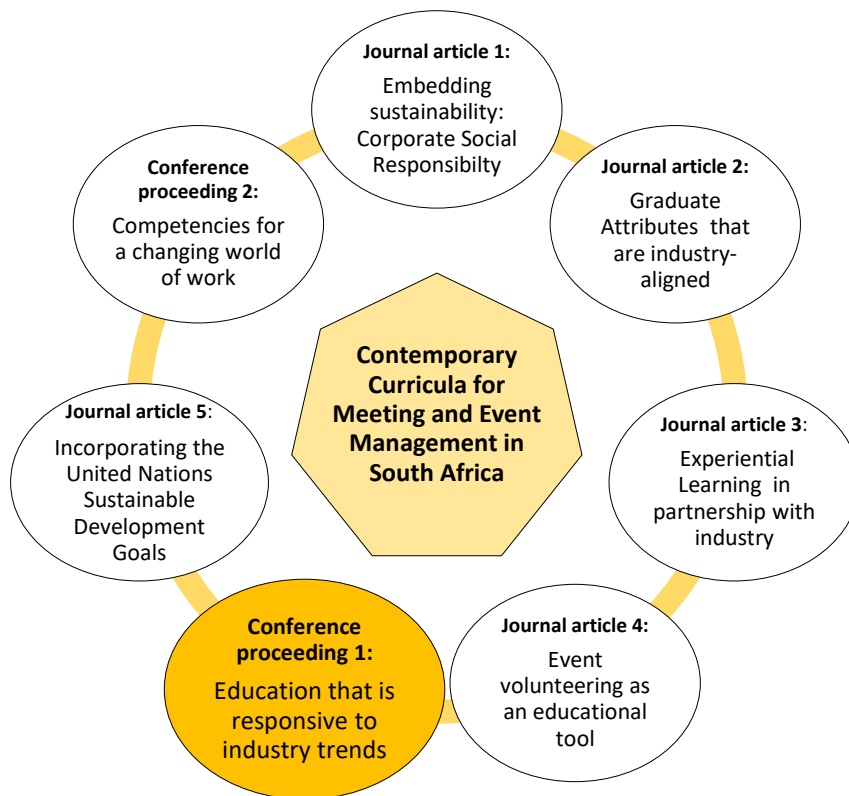 Journal article 1:
Embedding
sustainability:
Corporate Social
Responsibilty
Journal article 2:
Graduate
Attributes that
are industry-
aligned
Journal article 3:
Experiential
Learning in
partnership with
industry
Journal article 4:
Event
volunteering as
an educational
tool
Conference
proceeding 1:
Education that is
responsive to
industry trends
Journal article 5:
Incorporating the
United Nations
Sustainable
Development
Goals
Conference
proceeding 2:
Competencies for
a changing world
of work
Contemporary
Curricula for
Meeting and Event
Management in
South Africa